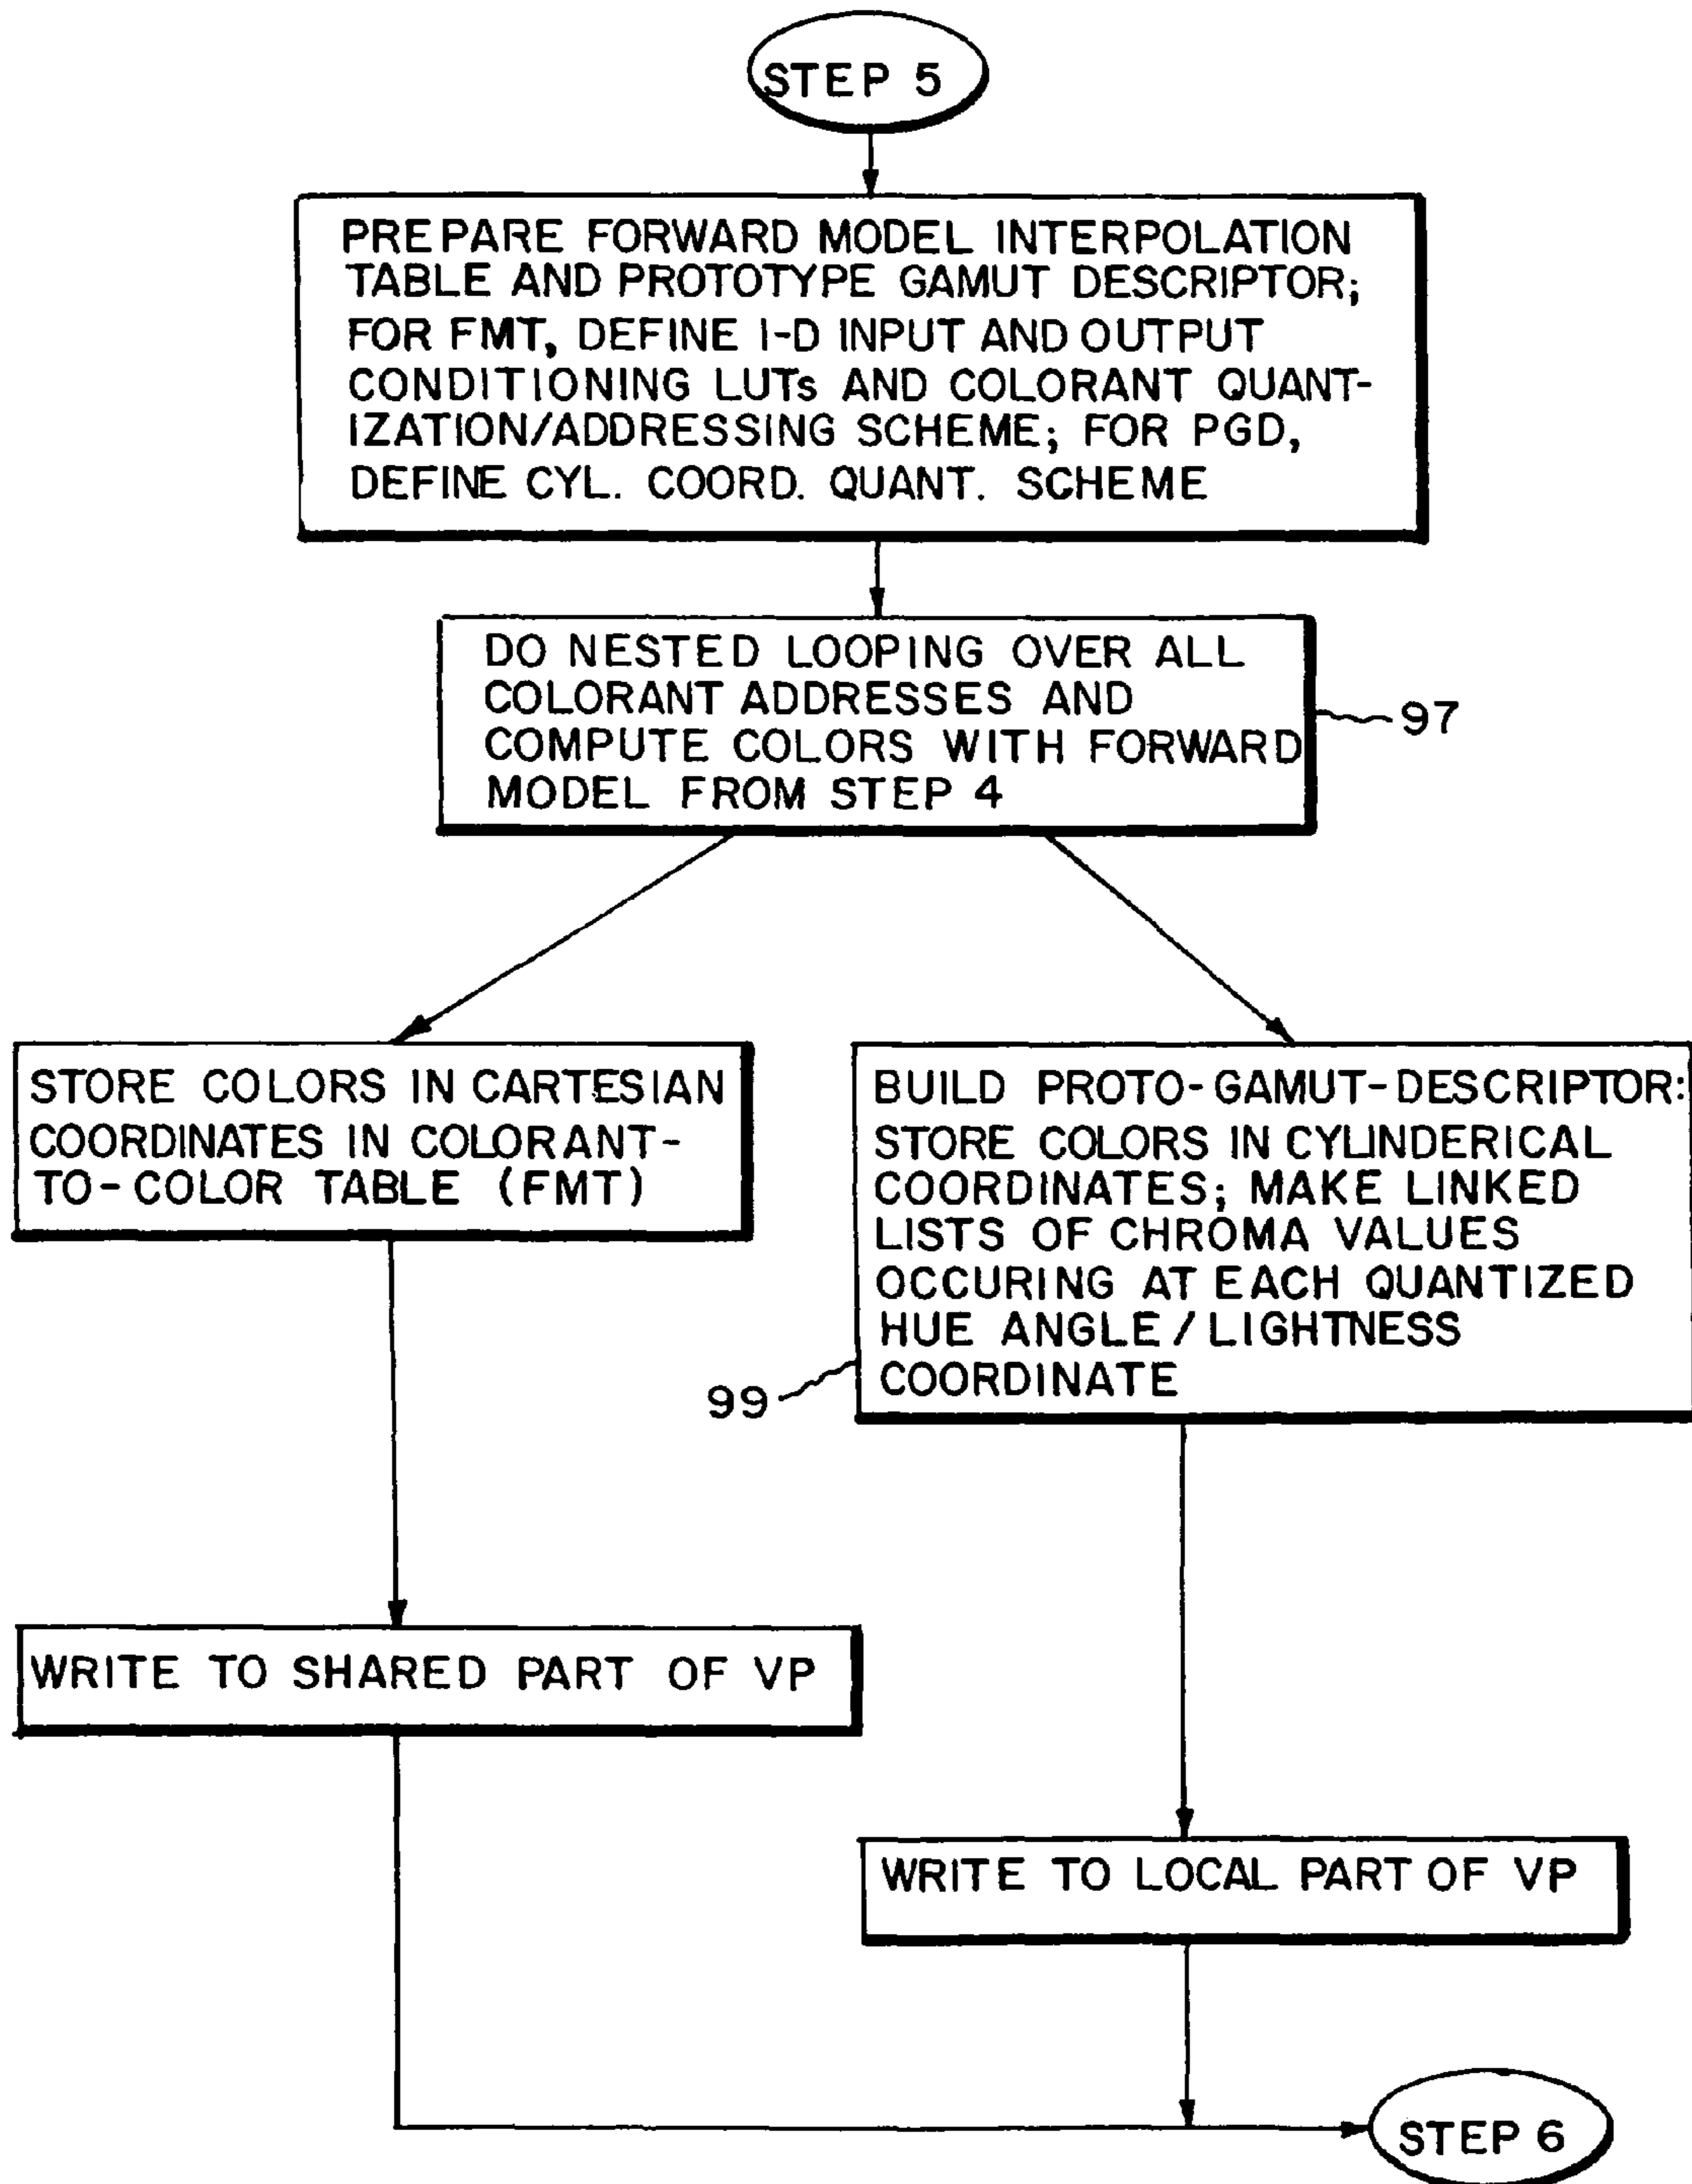 STEP 5
PREPARE FORWARD MODEL INTERPOLATION
TABLE AND PROTOTYPE GAMUT DESCRIPTOR;
FOR FMT, DEFINE I-D INPUT AND OUTPUT
CONDITIONING LUTs AND COLORANT QUANT-
IZATION/ADDRESSING SCHEME; FOR PGD,
DEFINE CYL. COORD. QUANT. SCHEME
DO NESTED LOOPING OVER ALL
COLORANT ADDRESSES AND
COMPUTE COLORS WITH FORWARD
MODEL FROM STEP 4
97
STORE COLORS IN CARTESIAN
COORDINATES IN COLORANT-
TO-COLOR TABLE (FMT)
BUILD PROTO-GAMUT-DESCRIPTOR:
STORE COLORS IN CYLINDERICAL
COORDINATES; MAKE LINKED
LISTS OF CHROMA VALUES
OCCURING AT EACH QUANTIZED
HUE ANGLE/LIGHTNESS
COORDINATE
99
WRITE TO SHARED PART OF VP
WRITE TO LOCAL PART OF VP
STEP 6